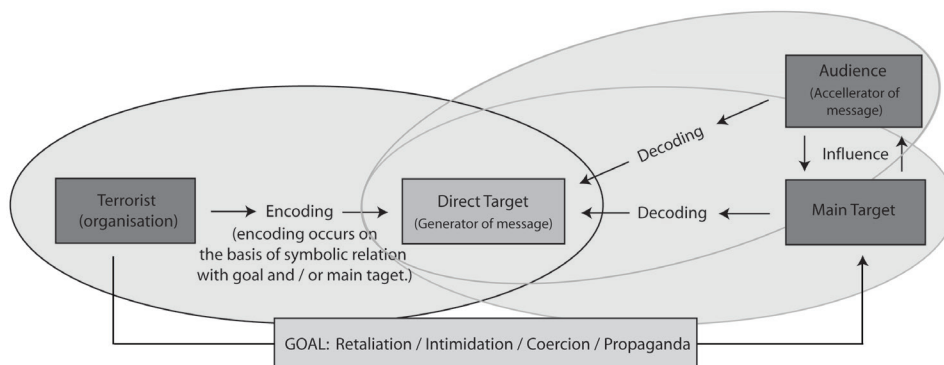 Audience
(Accellerator of
message)
Decoding
Influence
Terrorist
(organisation)
Encoding
(encoding occurs on
the basis of symbolic relation
with goal and / or main taget.)
Direct Target
(Generator of message)
Decoding
Main Target
GOAL: Retaliation / Intimidation / Coercion / Propaganda